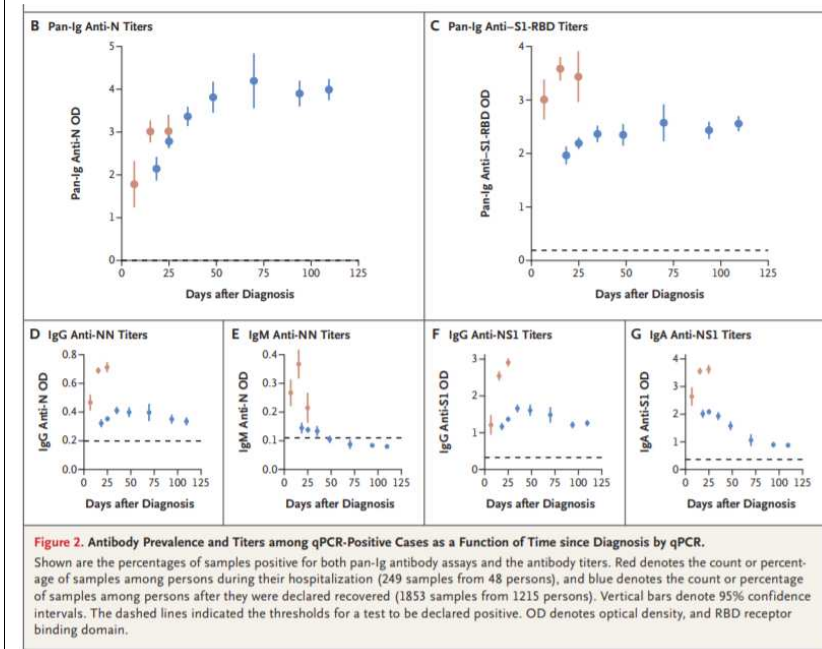 B Pan-Ig Anti-N Titers
5
4
3
2
1
0
Pan-Ig Anti-N OD
0 25 50 75 100 125
Days after Diagnosis
C Pan-Ig Anti–S1-RBD Titers
4
3
2
1
0
Pan-Ig Anti–S1-RBD OD
0 25 50 75 100 125
Days after Diagnosis
D IgG Anti-NN Titers
0.8
0.6
0.4
0.2
0.0
IgG Anti-N OD
0 25 50 75 100 125
Days after Diagnosis
E IgM Anti-NN Titers
0.4
0.3
0.2
0.1
0.0
IgM Anti-N OD
0 25 50 75 100 125
Days after Diagnosis
F IgG Anti-NS1 Titers
3
2
1
0
IgG Anti-S1 OD
0 25 50 75 100 125
Days after Diagnosis
G IgA Anti-NS1 Titers
4
3
2
1
0
IgA Anti-S1 OD
0 25 50 75 100 125
Days after Diagnosis
Figure 2. Antibody Prevalence and Titers among qPCR-Positive Cases as a Function of Time since Diagnosis by qPCR.
Shown are the percentages of samples positive for both pan-Ig antibody assays and the antibody titers. Red denotes the count or percent-
age of samples among persons during their hospitalization (249 samples from 48 persons), and blue denotes the count or percentage
of samples among persons after they were declared recovered (1853 samples from 1215 persons). Vertical bars denote 95% confidence
intervals. The dashed lines indicated the thresholds for a test to be declared positive. OD denotes optical density, and RBD receptor
binding domain.